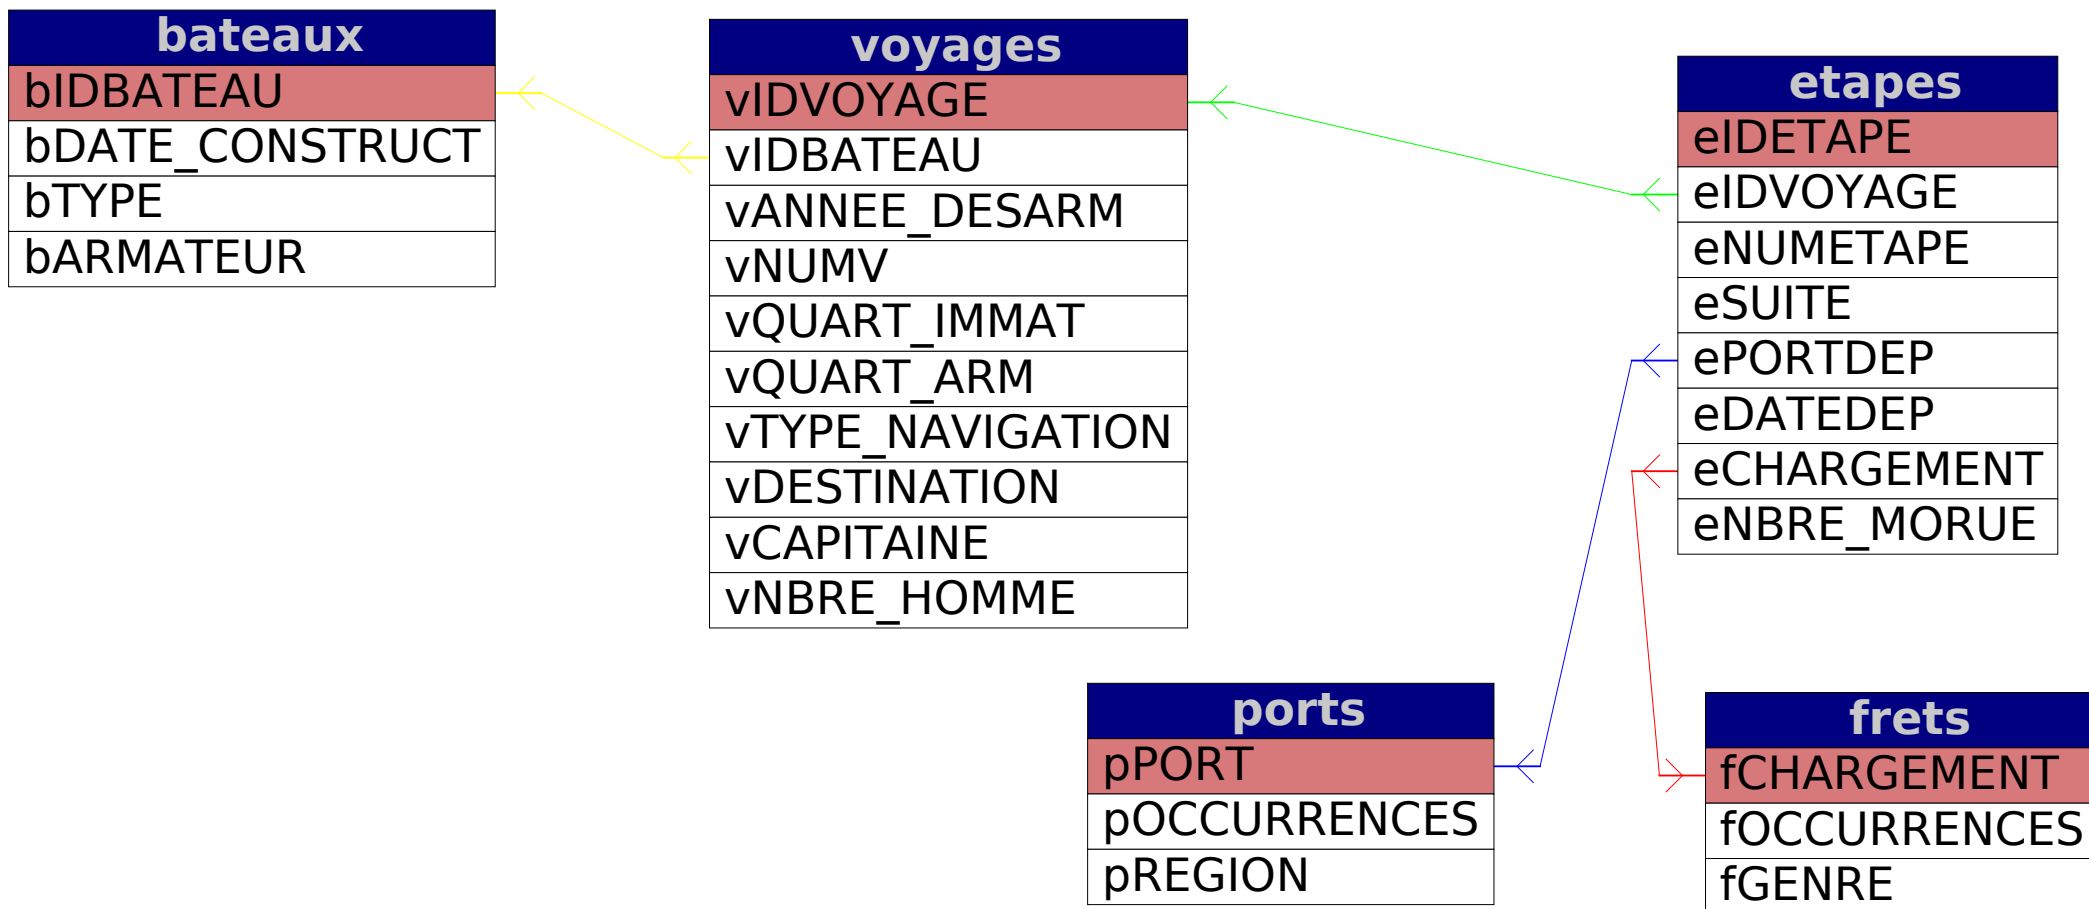 bateaux
bIDBATEAU
bDATE_CONSTRUCT
bTYPE
bARMATEUR
voyages
vIDVOYAGE
vIDBATEAU
vANNEE_DESARM
vNUMV
vQUART_IMMAT
vQUART_ARM
vTYPE_NAVIGATION
vDESTINATION
vCAPITAINE
vNBRE_HOMME
etapes
eIDETAPE
eIDVOYAGE
eNUMETAPE
eSUITE
ePORTDEP
eDATEDEP
eCHARGEMENT
eNBRE_MORUE
ports
pPORT
pOCCURRENCES
pREGION
frets
fCHARGEMENT
fOCCURRENCES
fGENRE